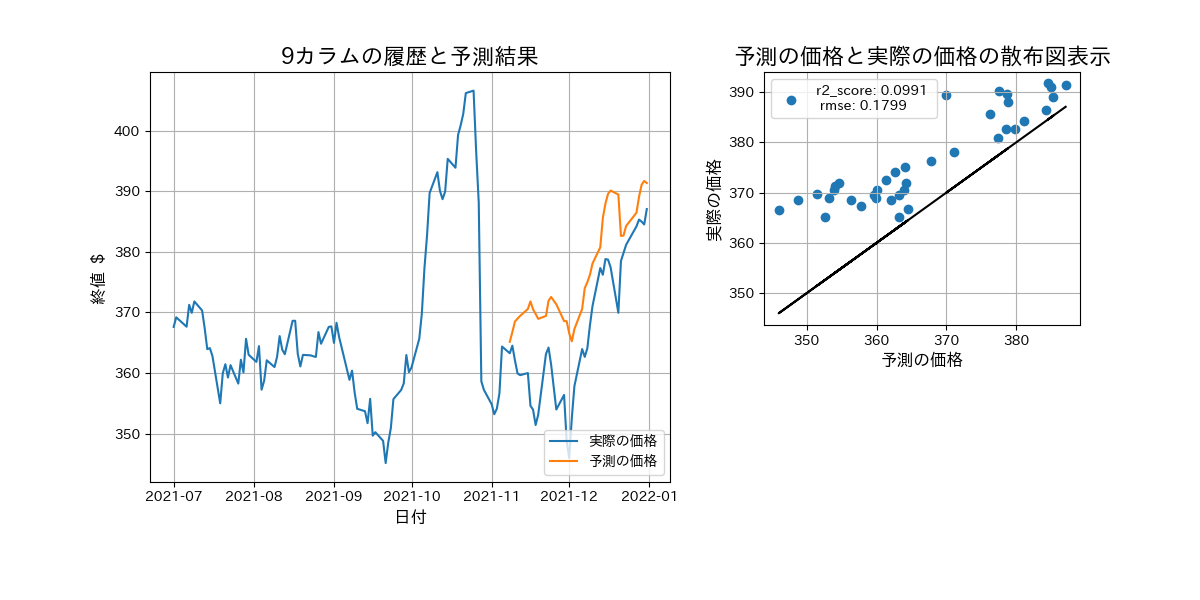 9カラムの履歴と予測結果
終値 $
400
390
380
370
360
350
2021-07
2021-08
2021-09
2021-10
2021-11
2021-12
2022-01
日付
実際の価格
予測の価格
予測の価格と実際の価格の散布図表示
r2_score: 0.0991
rmse: 0.1799
実際の価格
390
380
370
360
350
350
360
370
380
予測の価格